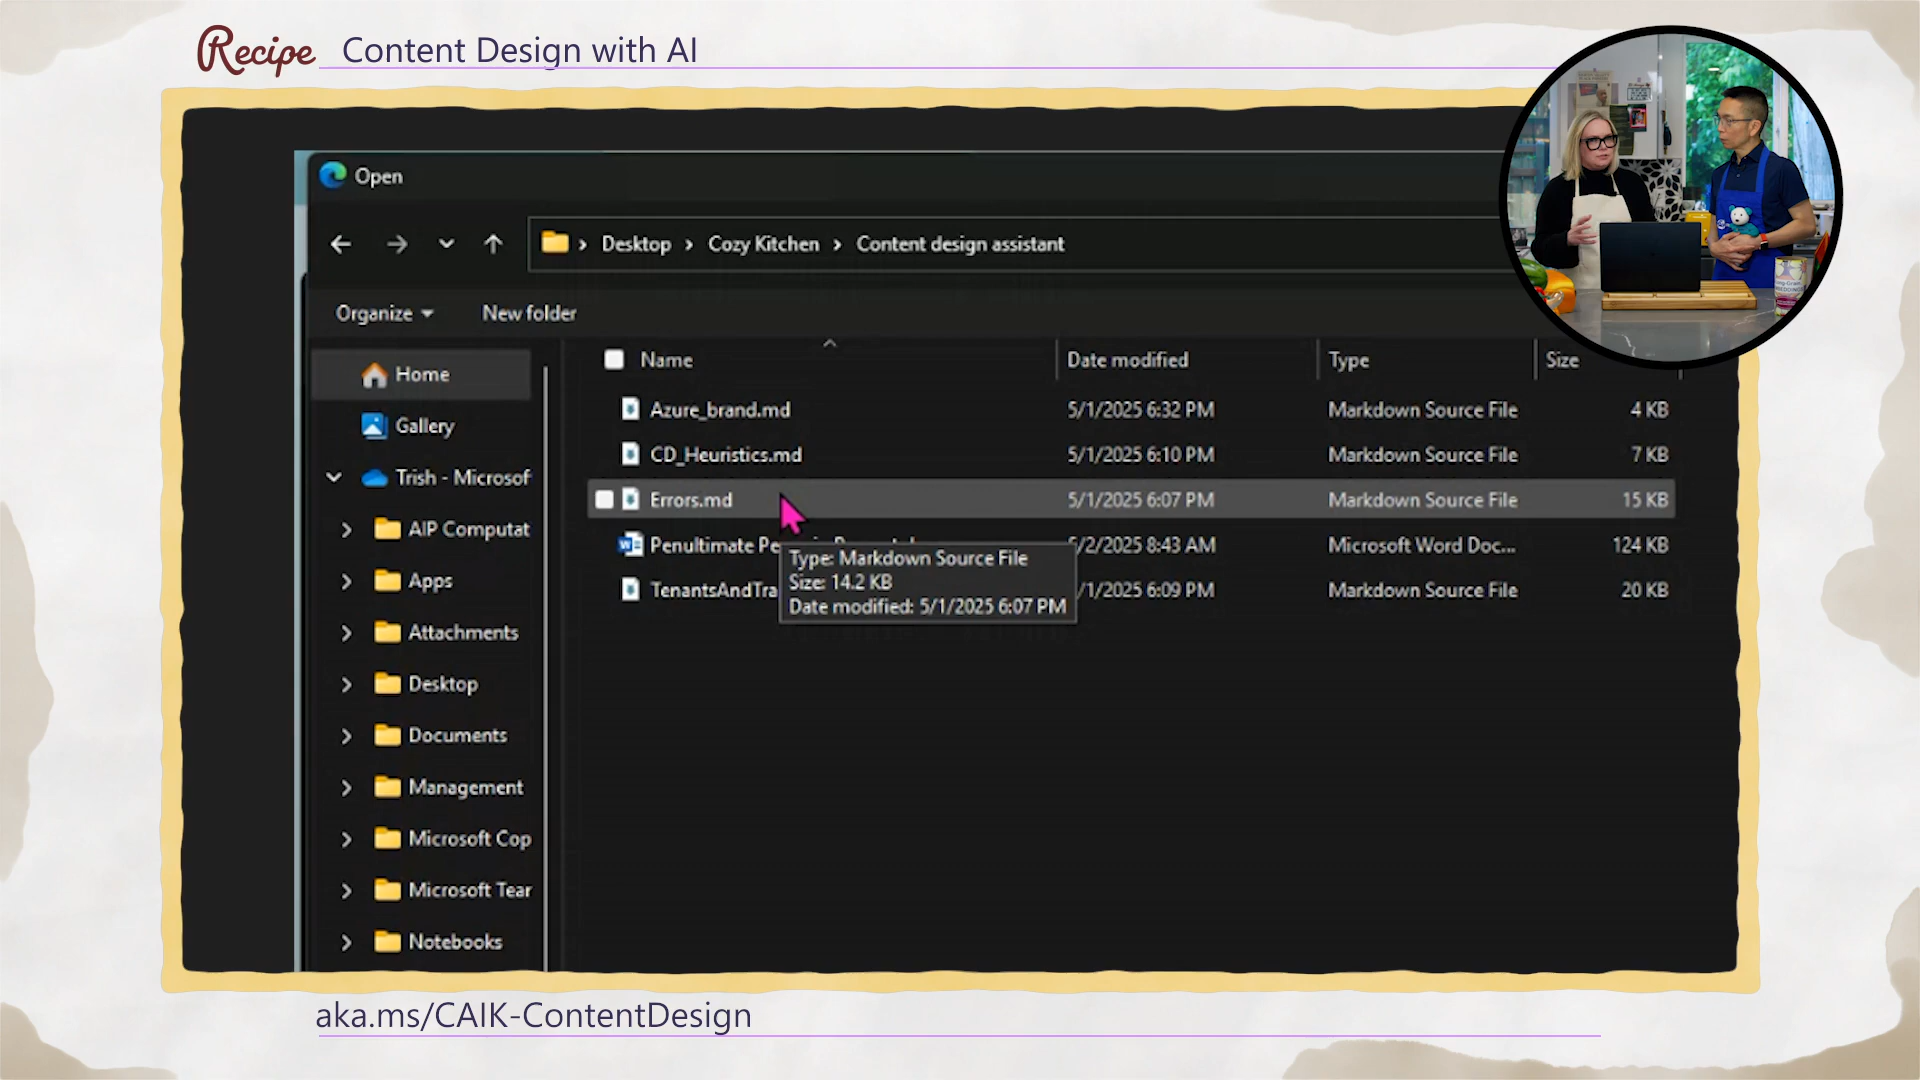 Recipe Content Design with AI
Open
Desktop Cozy Kitchen Content design assistant
Organize New folder
Name Date modified Type Size
Home
Gallery
Trish - Microsof
AIP Computat
Apps
Attachments
Desktop
Documents
Management
Microsoft Cop
Microsoft Tear
Notebooks
Azure_brand.md 5/1/2025 6:32 PM Markdown Source File 4 KB
CD_Heuristics.md 5/1/2025 6:10 PM Markdown Source File 7 KB
Errors.md 5/1/2025 6:07 PM Markdown Source File 15 KB
Penultimate 5/2/2025 8:43 AM Microsoft Word Doc... 124 KB
TenantsAndTra /1/2025 6:09 PM Markdown Source File 20 KB
Type: Markdown Source File
Size: 14.2 KB
Date modified: 5/1/2025 6:07 PM
aka.ms/CAIK-ContentDesign